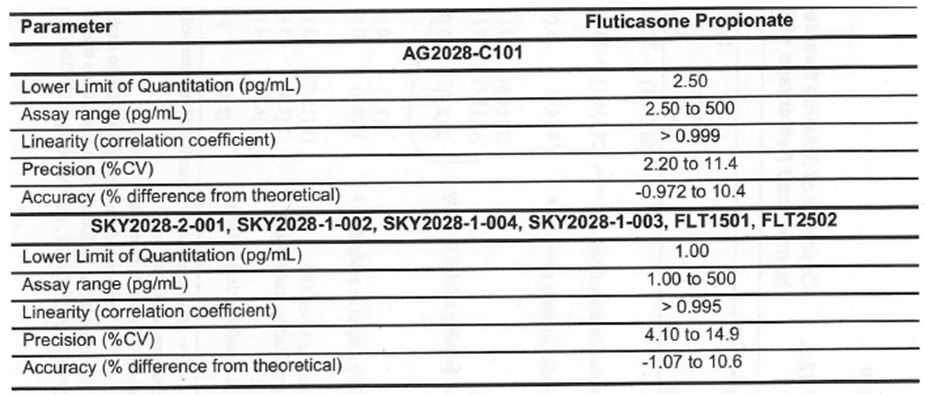 Parameter Fluticasone Propionate
AG2028-C101
Lower Limit of Quantitation (pg/mL) 2.50
Assay range (pg/mL) 2.50 to 500
Linearity (correlation coefficient) > 0.999
Precision (%CV) 2.20 to 11.4
Accuracy (% difference from theoretical) -0.972 to 10.4
SKY2028-2-001, SKY2028-1-002, SKY2028-1-004, SKY2028-1-003, FLT1501, FLT2502
Lower Limit of Quantitation (pg/mL) 1.00
Assay range (pg/mL) 1.00 to 500
Linearity (correlation coefficient) > 0.995
Precision (%CV) 4.10 to 14.9
Accuracy (% difference from theoretical) -1.07 to 10.6